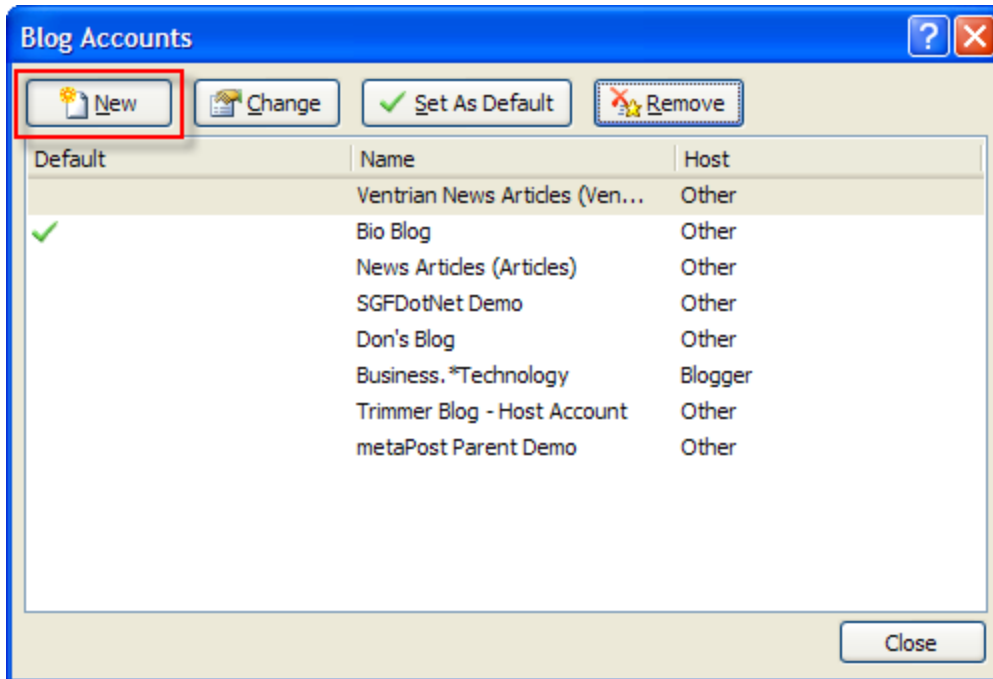 Blog Accounts
New Change Set As Default Remove
Default Name Host
Ventrian News Articles (Ven... Other
Bio Blog Other
News Articles (Articles) Other
SGFDotNet Demo Other
Don's Blog Other
Business.*Technology Blogger
Trimmer Blog - Host Account Other
metaPost Parent Demo Other
Close